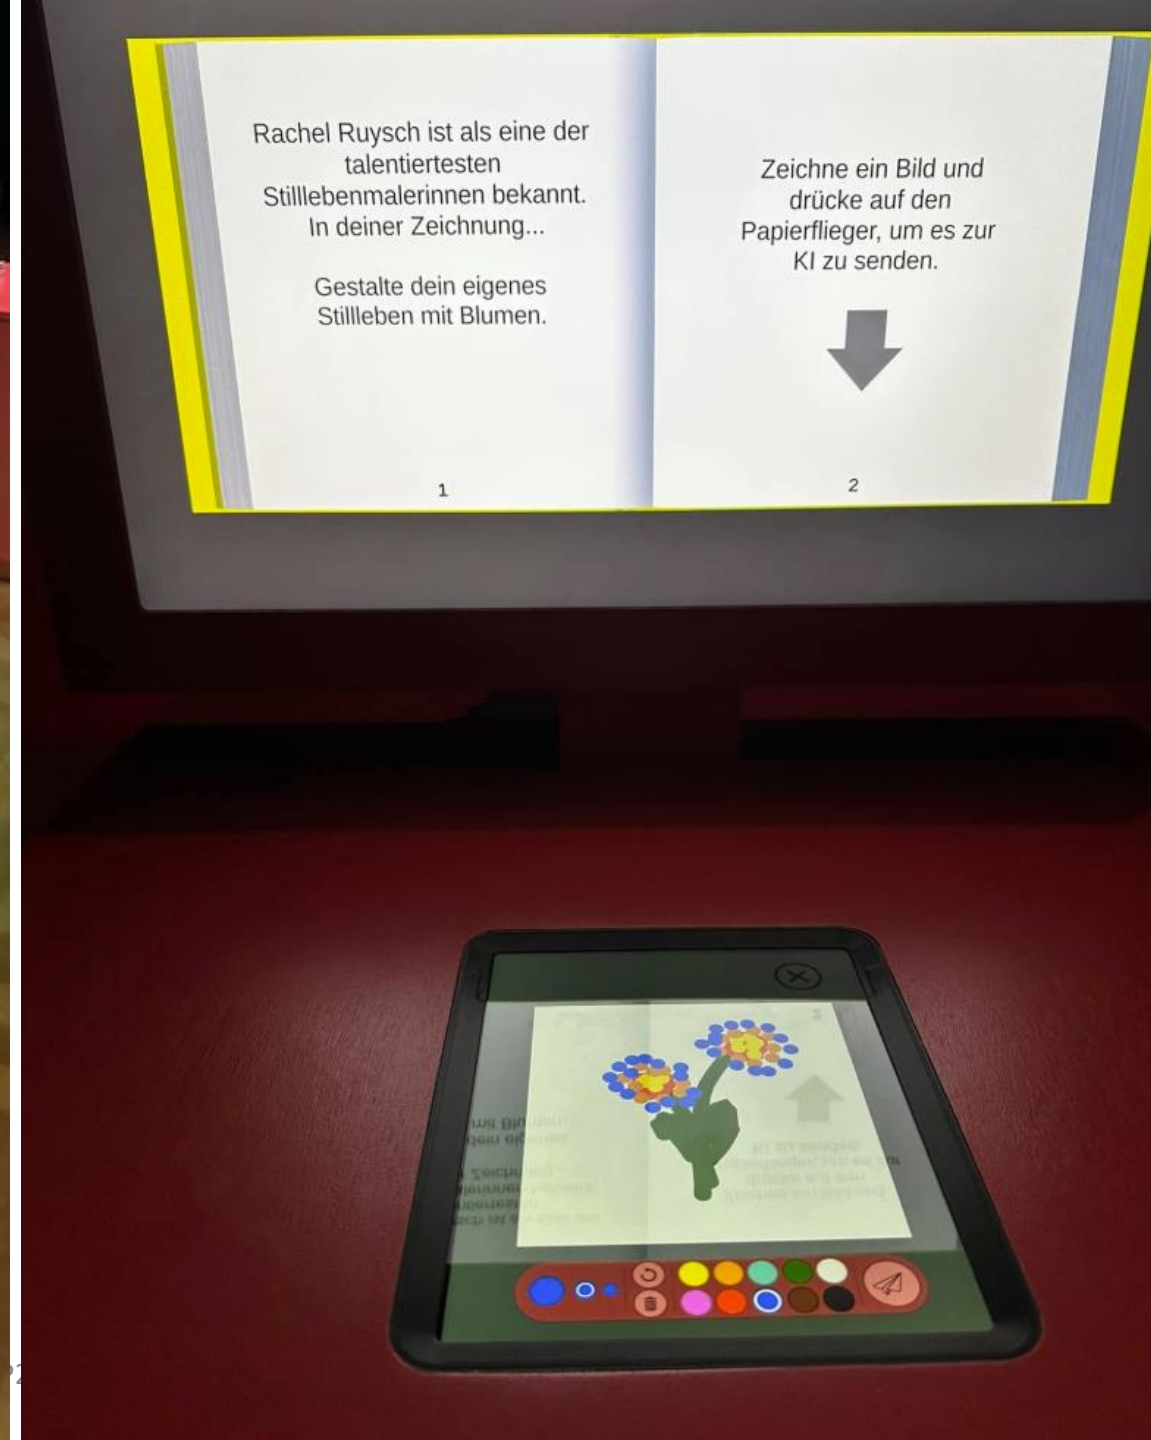 Rachel Ruysch ist als eine der
talentiertesten
Stilllebenmalerinnen bekannt.
In deiner Zeichnung...
Gestalte dein eigenes
Stillleben mit Blumen.
1
Zeichne ein Bild und
drücke auf den
Papierflieger, um es zur
KI zu senden.
2